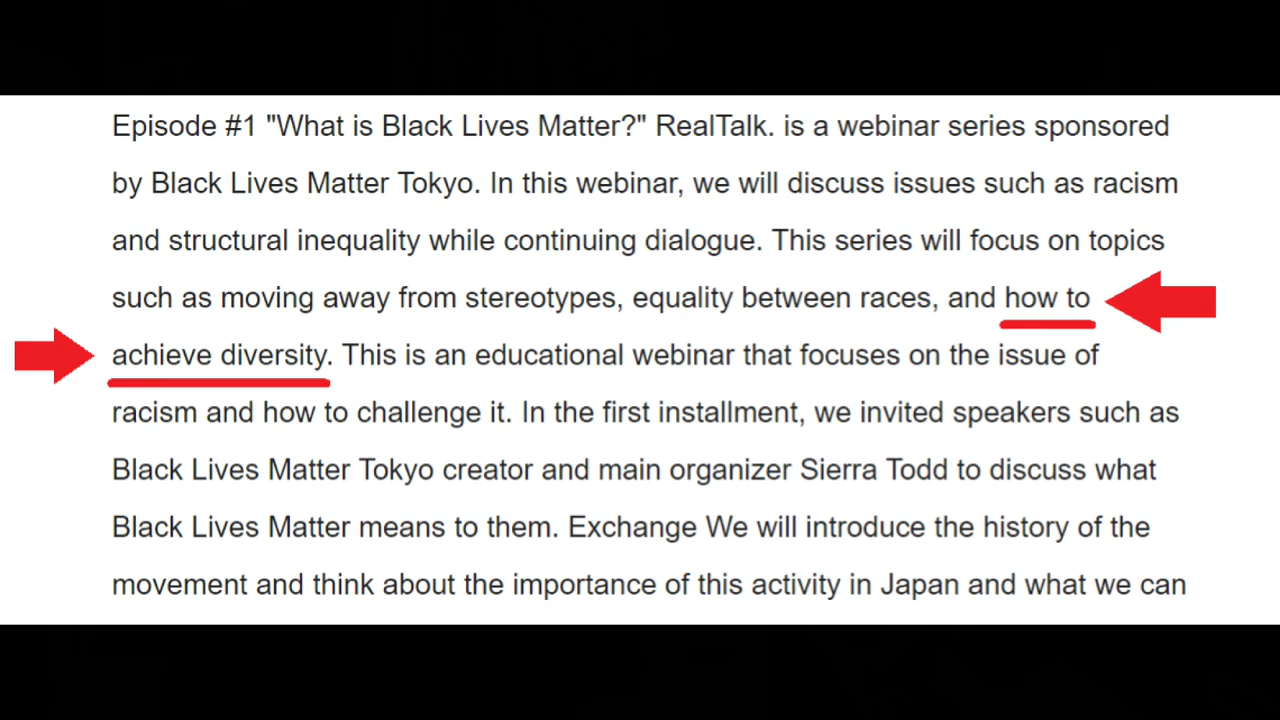 Episode #1 "What is Black Lives Matter?" RealTalk. is a webinar series sponsored
by Black Lives Matter Tokyo. In this webinar, we will discuss issues such as racism
and structural inequality while continuing dialogue. This series will focus on topics
such as moving away from stereotypes, equality between races, and how to
achieve diversity. This is an educational webinar that focuses on the issue of
racism and how to challenge it. In the first installment, we invited speakers such as
Black Lives Matter Tokyo creator and main organizer Sierra Todd to discuss what
Black Lives Matter means to them. Exchange We will introduce the history of the
movement and think about the importance of this activity in Japan and what we can